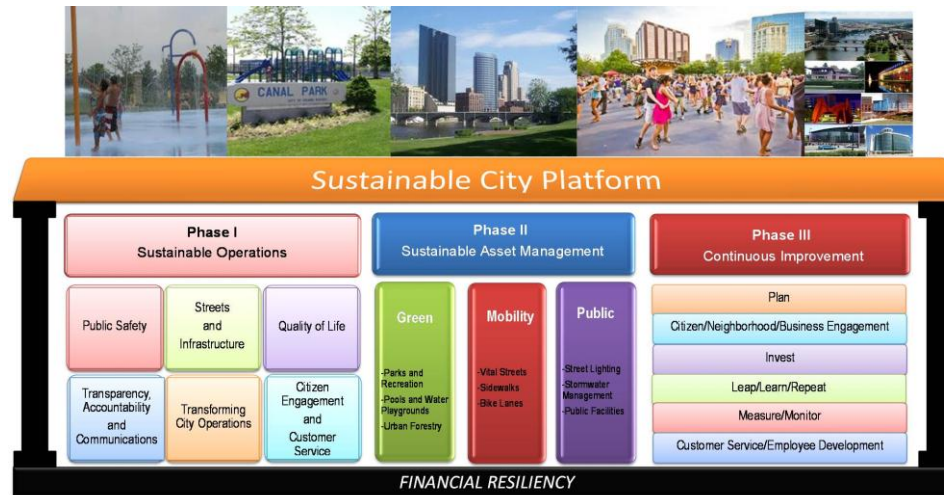 CANAL PARK
Sustainable City Platform
Phase I
Sustainable Operations
Public Safety
Streets
and
Infrastructure
Quality of Life
Transparency,
Accountability
and
Communications
Transforming
City Operations
Citizen
Engagement
and
Customer
Service
Phase II
Sustainable Asset Management
Green
-Parks and
Recreation
-Pools and Water
Playgrounds
-Urban Forestry
Mobility
-Vital Streets
-Sidewalks
-Bike Lanes
Public
-Street Lighting
-Stormwater
Management
-Public Facilities
Phase III
Continuous Improvement
Plan
Citizen/Neighborhood/Business Engagement
Invest
Leap/Learn/Repeat
Measure/Monitor
Customer Service/Employee Development
FINANCIAL RESILIENCY